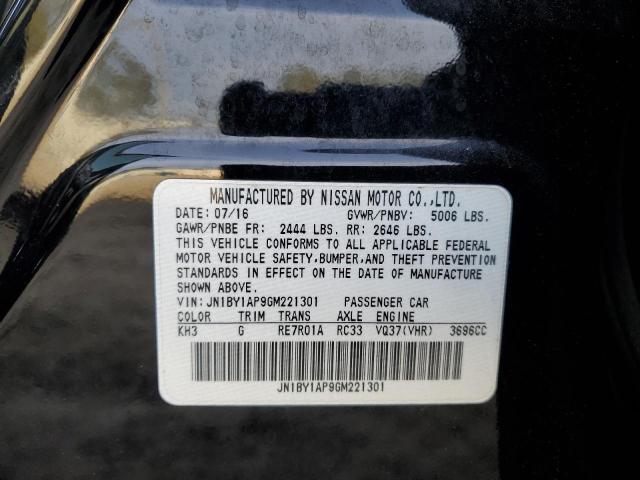 MANUFACTURED BY NISSAN MOTOR CO.,LTD.
DATE: 07/16 GVWR/PNBV: 5006 LBS.
GAWR/PNBE FR: 2444 LBS. RR: 2646 LBS.
THIS VEHICLE CONFORMS TO ALL APPLICABLE FEDERAL
MOTOR VEHICLE SAFETY,BUMPER,AND THEFT PREVENTION
STANDARDS IN EFFECT ON THE DATE OF MANUFACTURE
SHOWN ABOVE.
VIN:JN1BY1AP9GM221301 PASSENGER CAR
COLOR TRIM TRANS AXLE ENGINE
KH3 G RE7R01A RC33 VQ37(VHR) 3696CC
JN1BY1AP9GM221301